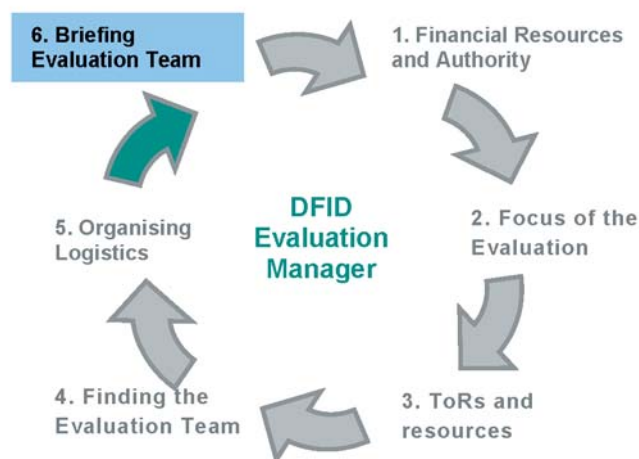 6. Briefing
Evaluation Team
1. Financial Resources
and Authority
2. Focus of the
Evaluation
3. ToRs and
resources
4. Finding the
Evaluation Team
5. Organising
Logistics
DFID
Evaluation
Manager